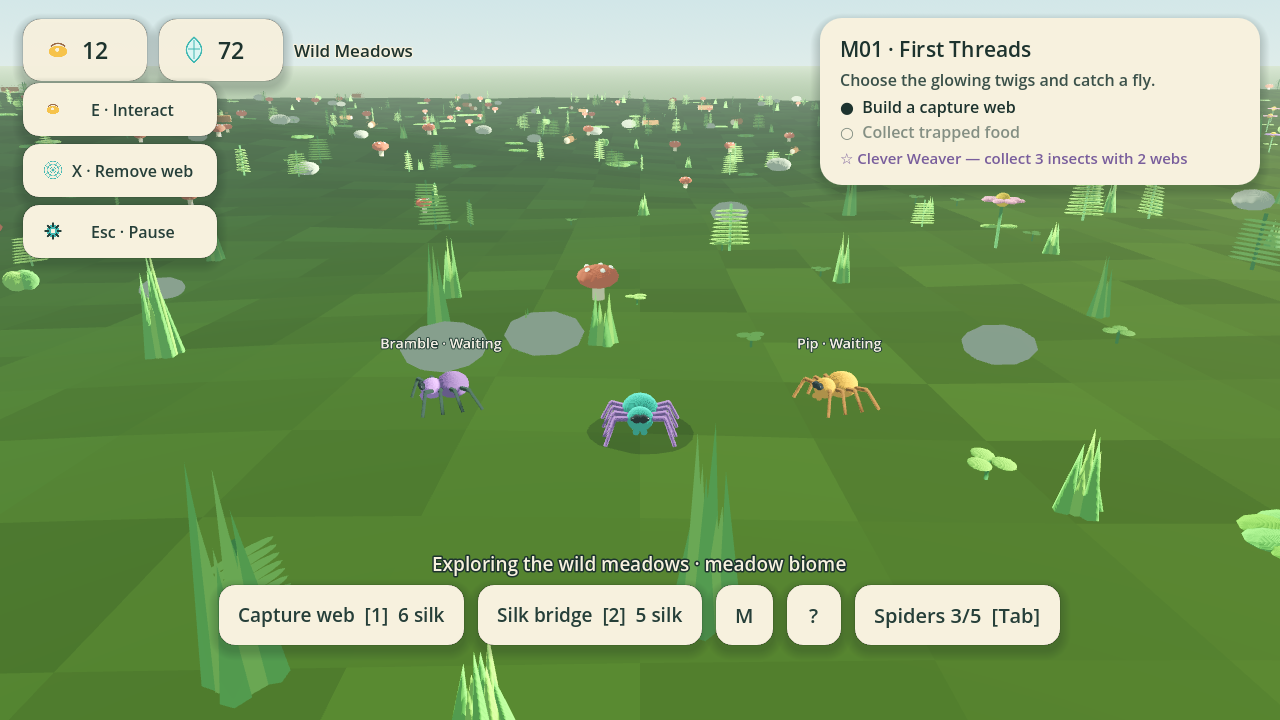 12
72
Wild Meadows
E · Interact
X · Remove web
Esc · Pause
M01 · First Threads
Choose the glowing twigs and catch a fly.
● Build a capture web
○ Collect trapped food
☆ Clever Weaver — collect 3 insects with 2 webs
Bramble · Waiting
Pip · Waiting
Exploring the wild meadows · meadow biome
Capture web [1] 6 silk
Silk bridge [2] 5 silk
M
?
Spiders 3/5 [Tab]